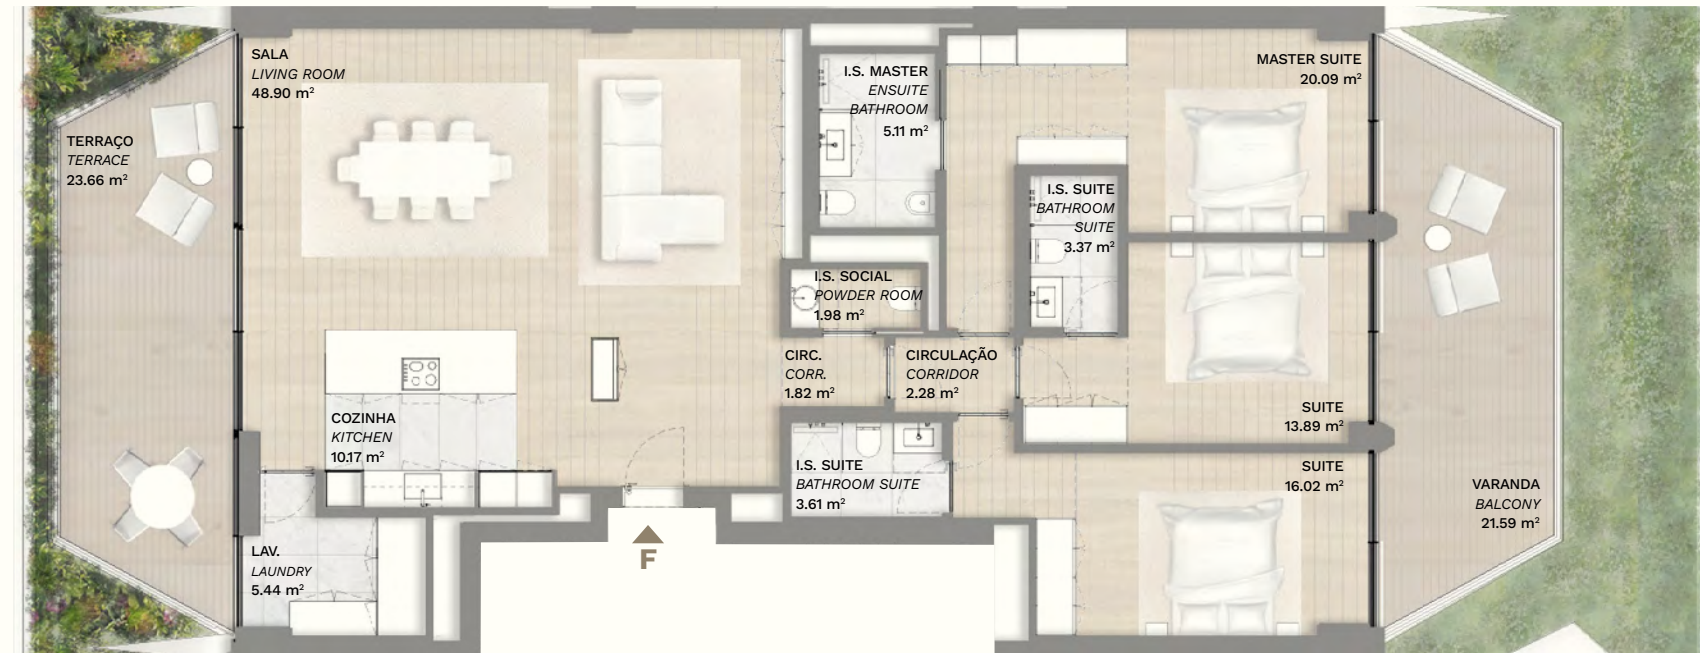 SALA
LIVING ROOM
48.90 m²
TERRAÇO
TERRACE
23.66 m²
I.S. MASTER
ENSUITE
BATHROOM
5.11 m²
MASTER SUITE
20.09 m²
I.S. SUITE
BATHROOM
SUITE
3.37 m²
I.S. SOCIAL
POWDER ROOM
1.98 m²
CIRC.
CORR.
1.82 m²
CIRCULAÇÃO
CORRIDOR
2.28 m²
SUITE
13.89 m²
COZINHA
KITCHEN
10.17 m²
I.S. SUITE
BATHROOM SUITE
3.61 m²
SUITE
16.02 m²
VARANDA
BALCONY
21.59 m²
LAV.
LAUNDRY
5.44 m²
F